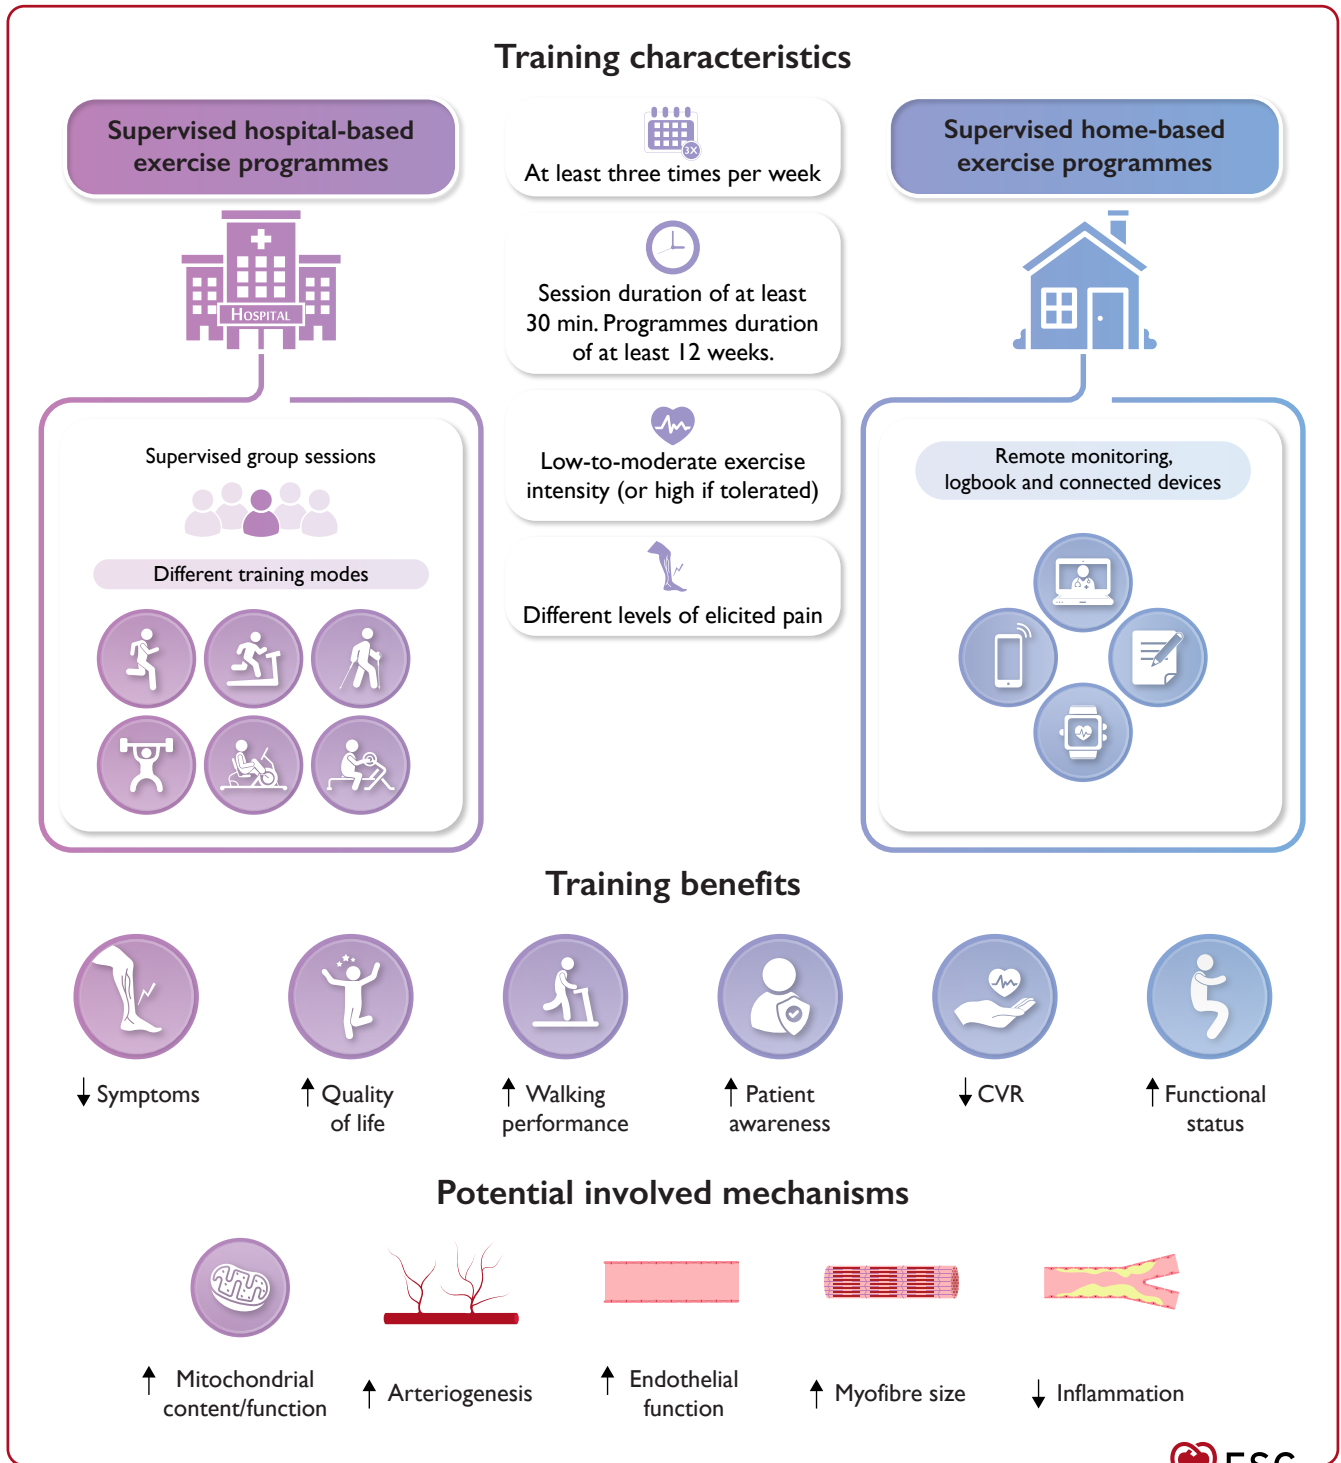 Training characteristics
Supervised hospital-based
exercise programmes
HOSPITAL
Supervised group sessions
Different training modes
3X
At least three times per week
Session duration of at least
30 min. Programmes duration
of at least 12 weeks.
Low-to-moderate exercise
intensity (or high if tolerated)
Different levels of elicited pain
Supervised home-based
exercise programmes
Remote monitoring,
logbook and connected devices
Training benefits
↓ Symptoms
↑ Quality
of life
↑ Walking
performance
↑ Patient
awareness
↓ CVR
↑ Functional
status
Potential involved mechanisms
↑ Mitochondrial
content/function
↑ Arteriogenesis
↑ Endothelial
function
↑ Myofibre size
↓ Inflammation
ESC